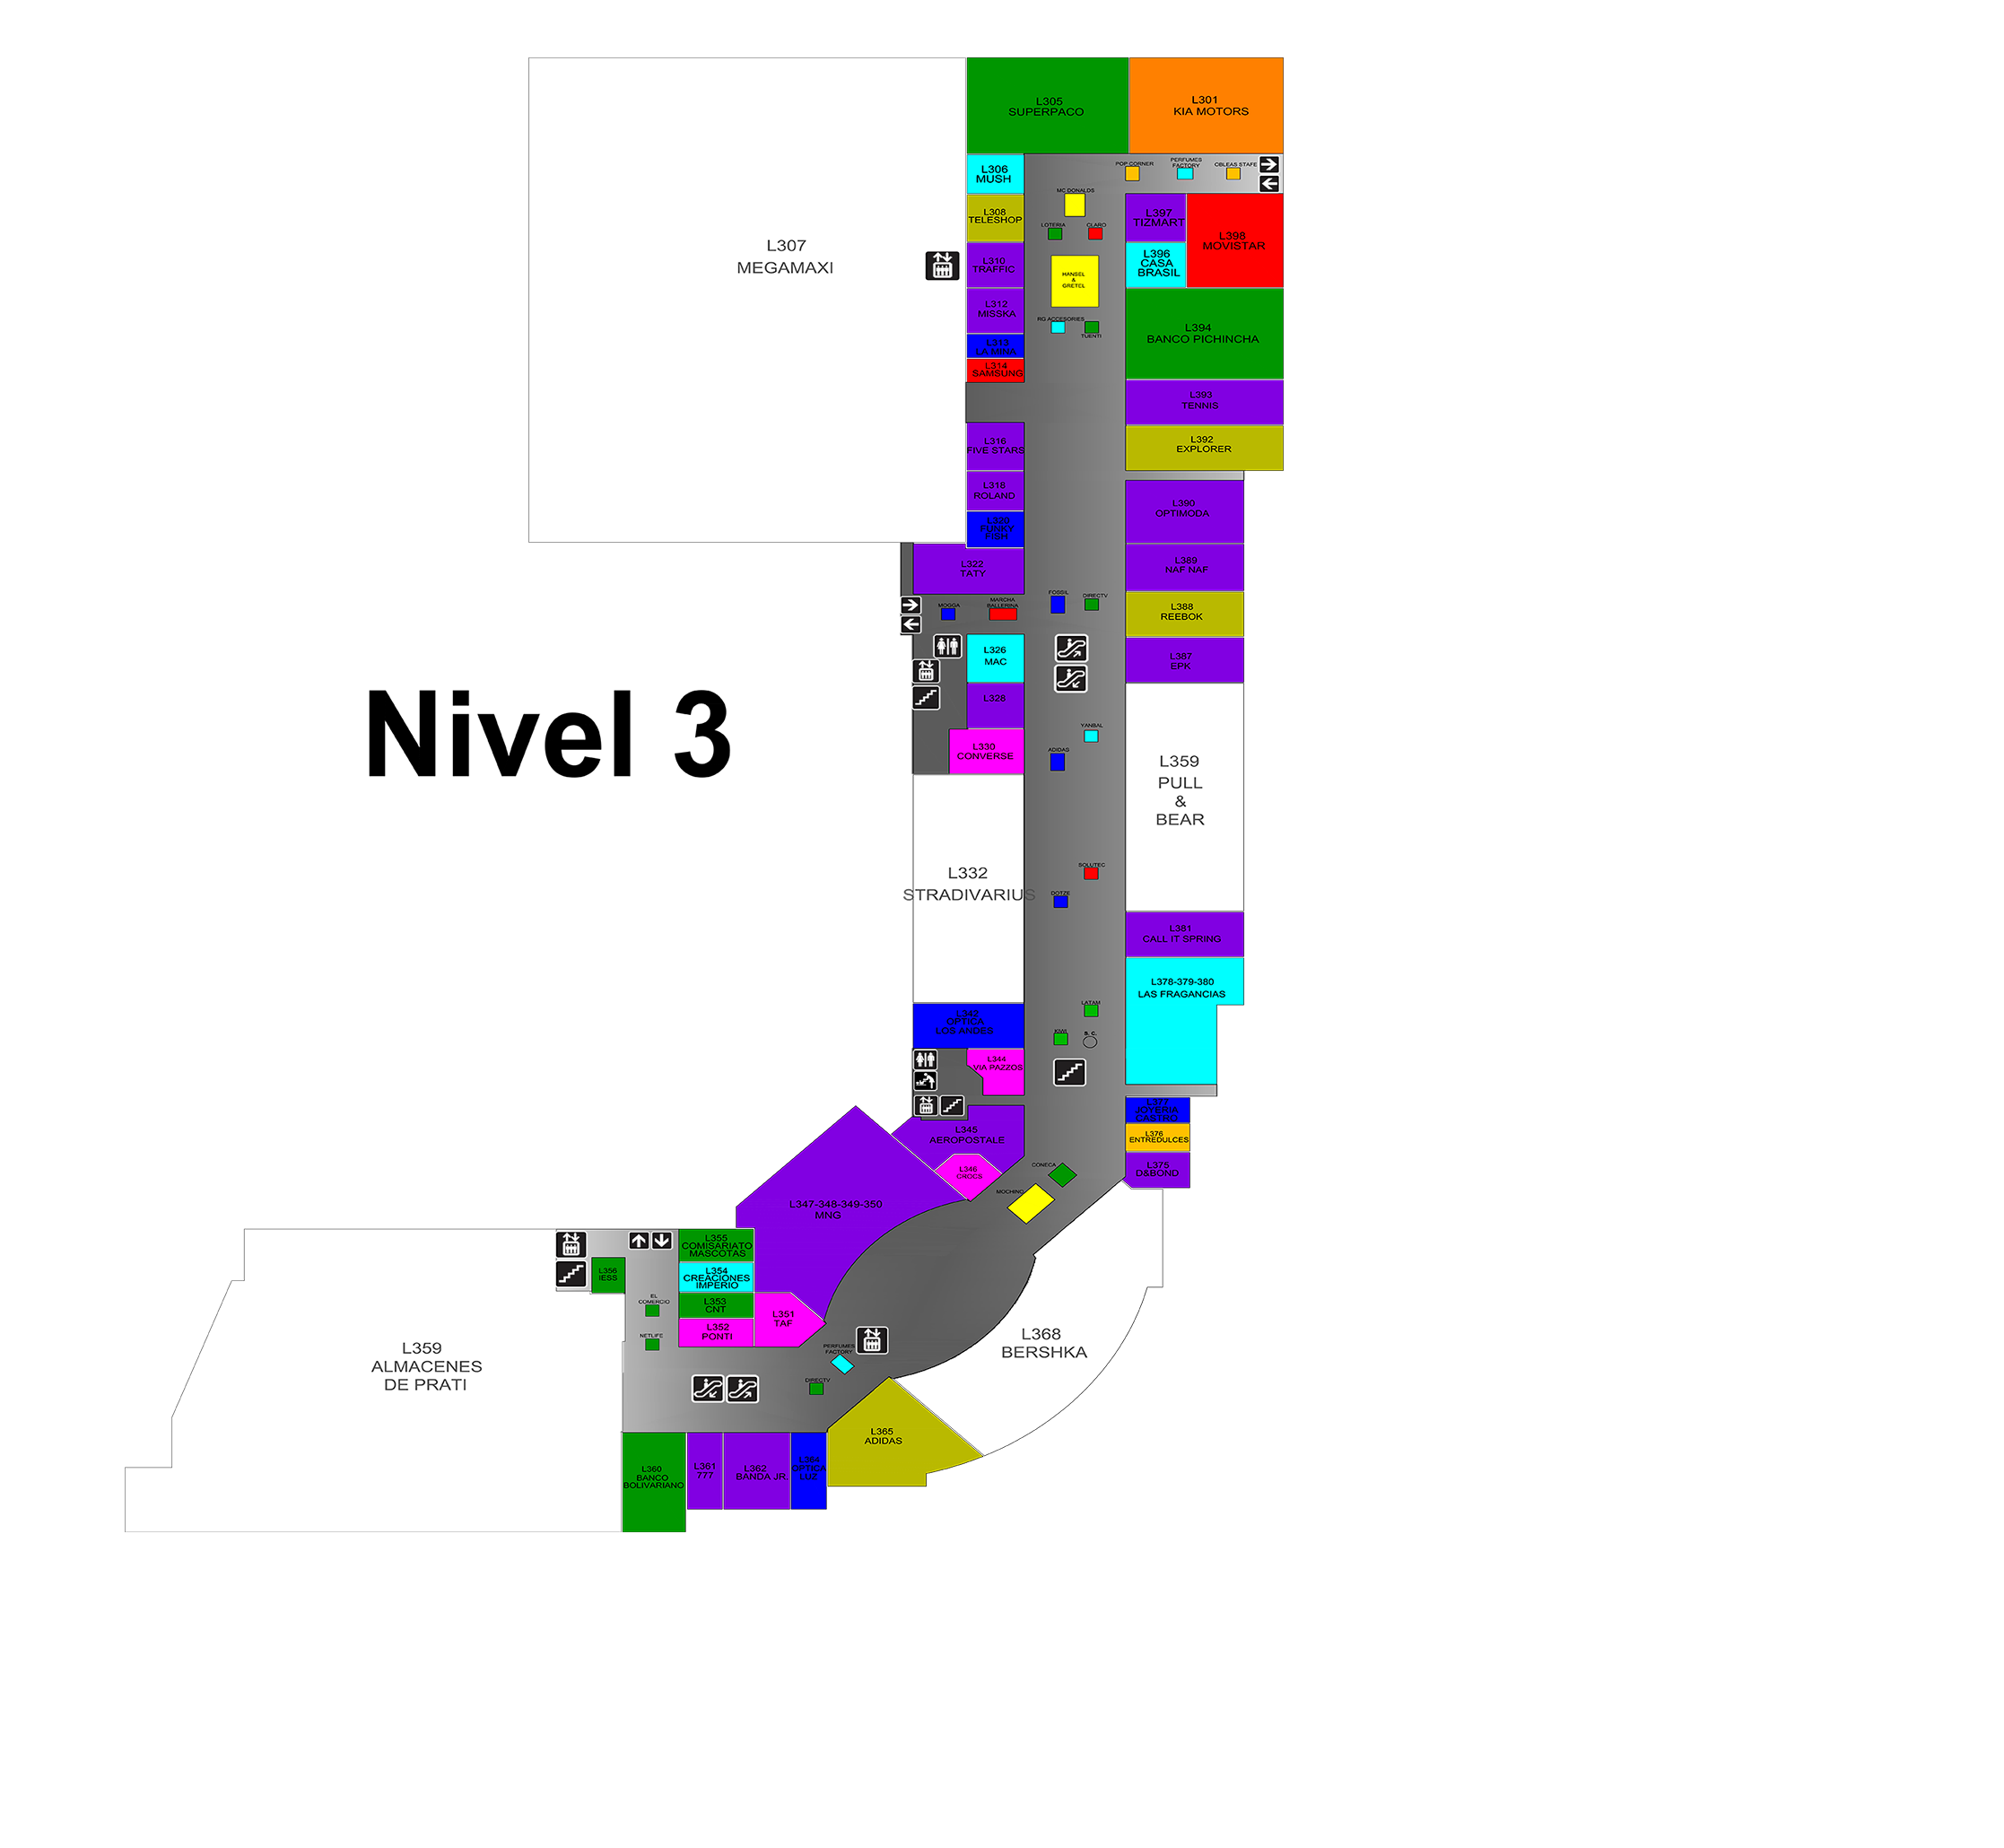 L305
SUPERPACO
L301
KIA MOTORS
POP CORNER
PERFUMES
FACTORY
OBLEAS STAFE
L306
MUSH
MC DONALDS
L308
TELESHOP
LOTERIA
CLARO
L397
TIZMART
L398
MOVISTAR
L307
MEGAMAXI
L310
TRAFFIC
HANSEL
&
GRETEL
L396
CASA
BRASIL
L312
MISSKA
RG ACCESORIES
TUENTI
L394
BANCO PICHINCHA
L313
LA MINA
L314
SAMSUNG
L393
TENNIS
L316
FIVE STARS
L392
EXPLORER
L318
ROLAND
L390
OPTIMODA
L320
FUNKY
FISH
L322
TATY
L389
NAF NAF
MOGGA
MARCHA
BALLERINA
FOSSIL
DIRECTV
L388
REEBOK
L326
MAC
L387
EPK
L328
Nivel 3
L330
CONVERSE
YANBAL
ADIDAS
L359
PULL
&
BEAR
L332
STRADIVARIUS
SOLUTEC
DOTZE
L381
CALL IT SPRING
L378-379-380
LAS FRAGANCIAS
LATAM
L342
OPTICA
LOS ANDES
KIWI
S. C.
L344
VIA PAZZOS
L377
JOYERIA
CASTRO
L345
AEROPOSTALE
L376
ENTREDULCES
L346
CROCS
CONECA
L375
D&BOND
MOCHINO
L347-348-349-350
MNG
L355
COMISARIATO
MASCOTAS
L356
IESS
L354
CREACIONES
IMPERIO
EL
COMERCIO
L353
CNT
L351
TAF
L352
PONTI
NETLIFE
L359
ALMACENES
DE PRATI
PERFUMES
FACTORY
L368
BERSHKA
DIRECTV
L365
ADIDAS
L360
BANCO
BOLIVARIANO
L361
777
L362
BANDA JR.
L364
OPTICA
LUZ